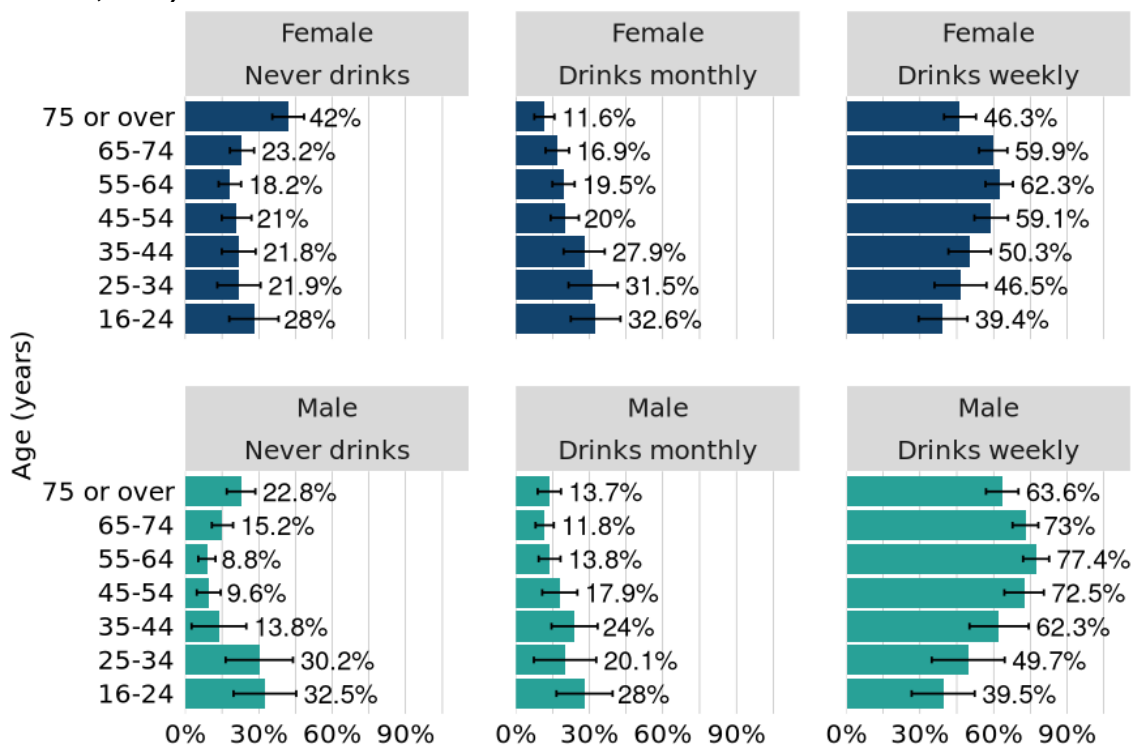 Female Female Female
Never drinks Drinks monthly Drinks weekly
75 or over 42% 11.6% 46.3%
65-74 23.2% 16.9% 59.9%
55-64 18.2% 19.5% 62.3%
45-54 21% 20% 59.1%
35-44 21.8% 27.9% 50.3%
25-34 21.9% 31.5% 46.5%
16-24 28% 32.6% 39.4%
Age (years)
Male Male Male
Never drinks Drinks monthly Drinks weekly
75 or over 22.8% 13.7% 63.6%
65-74 15.2% 11.8% 73%
55-64 8.8% 13.8% 77.4%
45-54 9.6% 17.9% 72.5%
35-44 13.8% 24% 62.3%
25-34 30.2% 20.1% 49.7%
16-24 32.5% 28% 39.5%
0% 30% 60% 90% 0% 30% 60% 90% 0% 30% 60% 90%